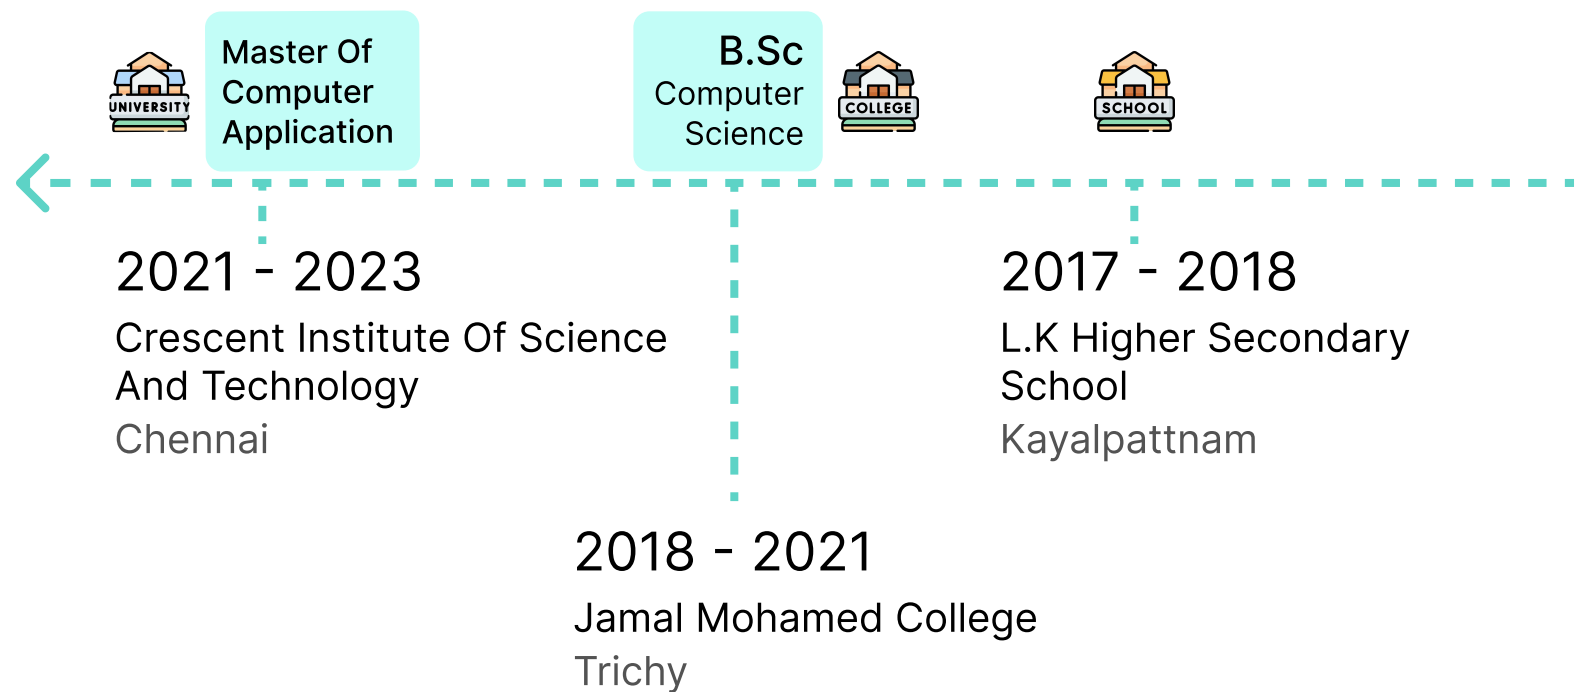 UNIVERSITY
Master Of
Computer
Application
B.Sc
Computer
Science
COLLEGE
SCHOOL
2021 - 2023
Crescent Institute Of Science
And Technology
Chennai
2017 - 2018
L.K Higher Secondary
School
Kayalpattnam
2018 - 2021
Jamal Mohamed College
Trichy